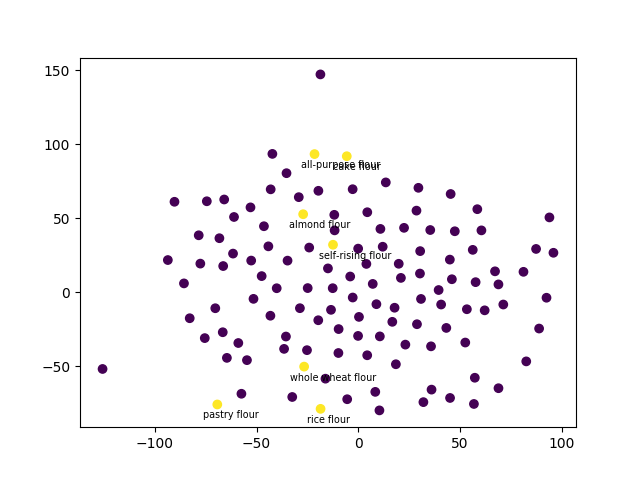 150
100
50
0
−50
−100
−50
0
50
100
all-purpose flour
cake flour
almond flour
self-rising flour
whole wheat flour
pastry flour
rice flour